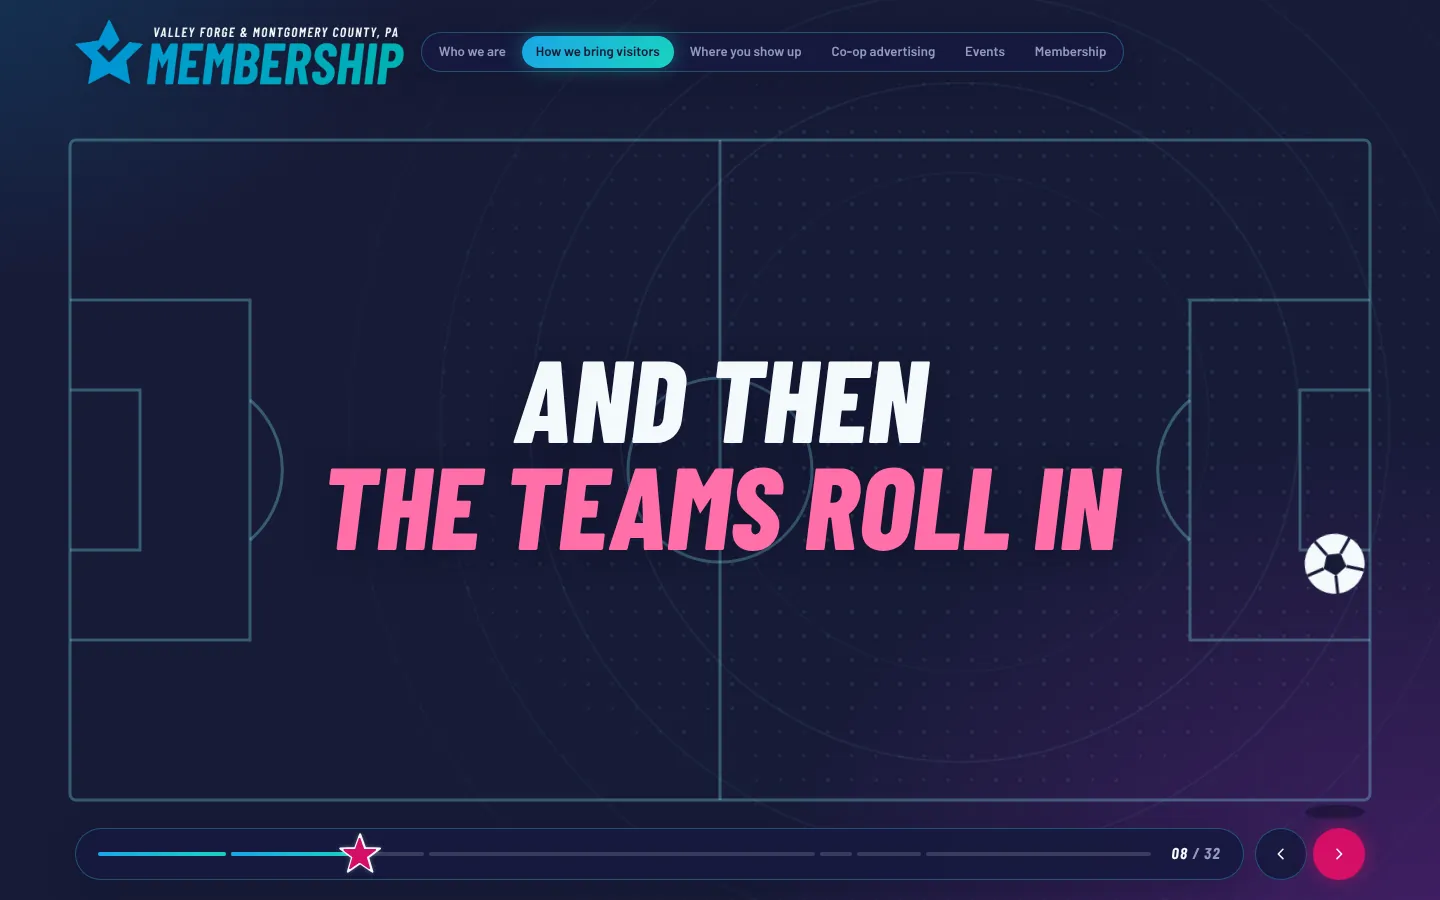 VALLEY FORGE & MONTGOMERY COUNTY, PA
MEMBERSHIP
Who we are
How we bring visitors
Where you show up
Co-op advertising
Events
Membership
AND THEN
THE TEAMS ROLL IN
08 / 32